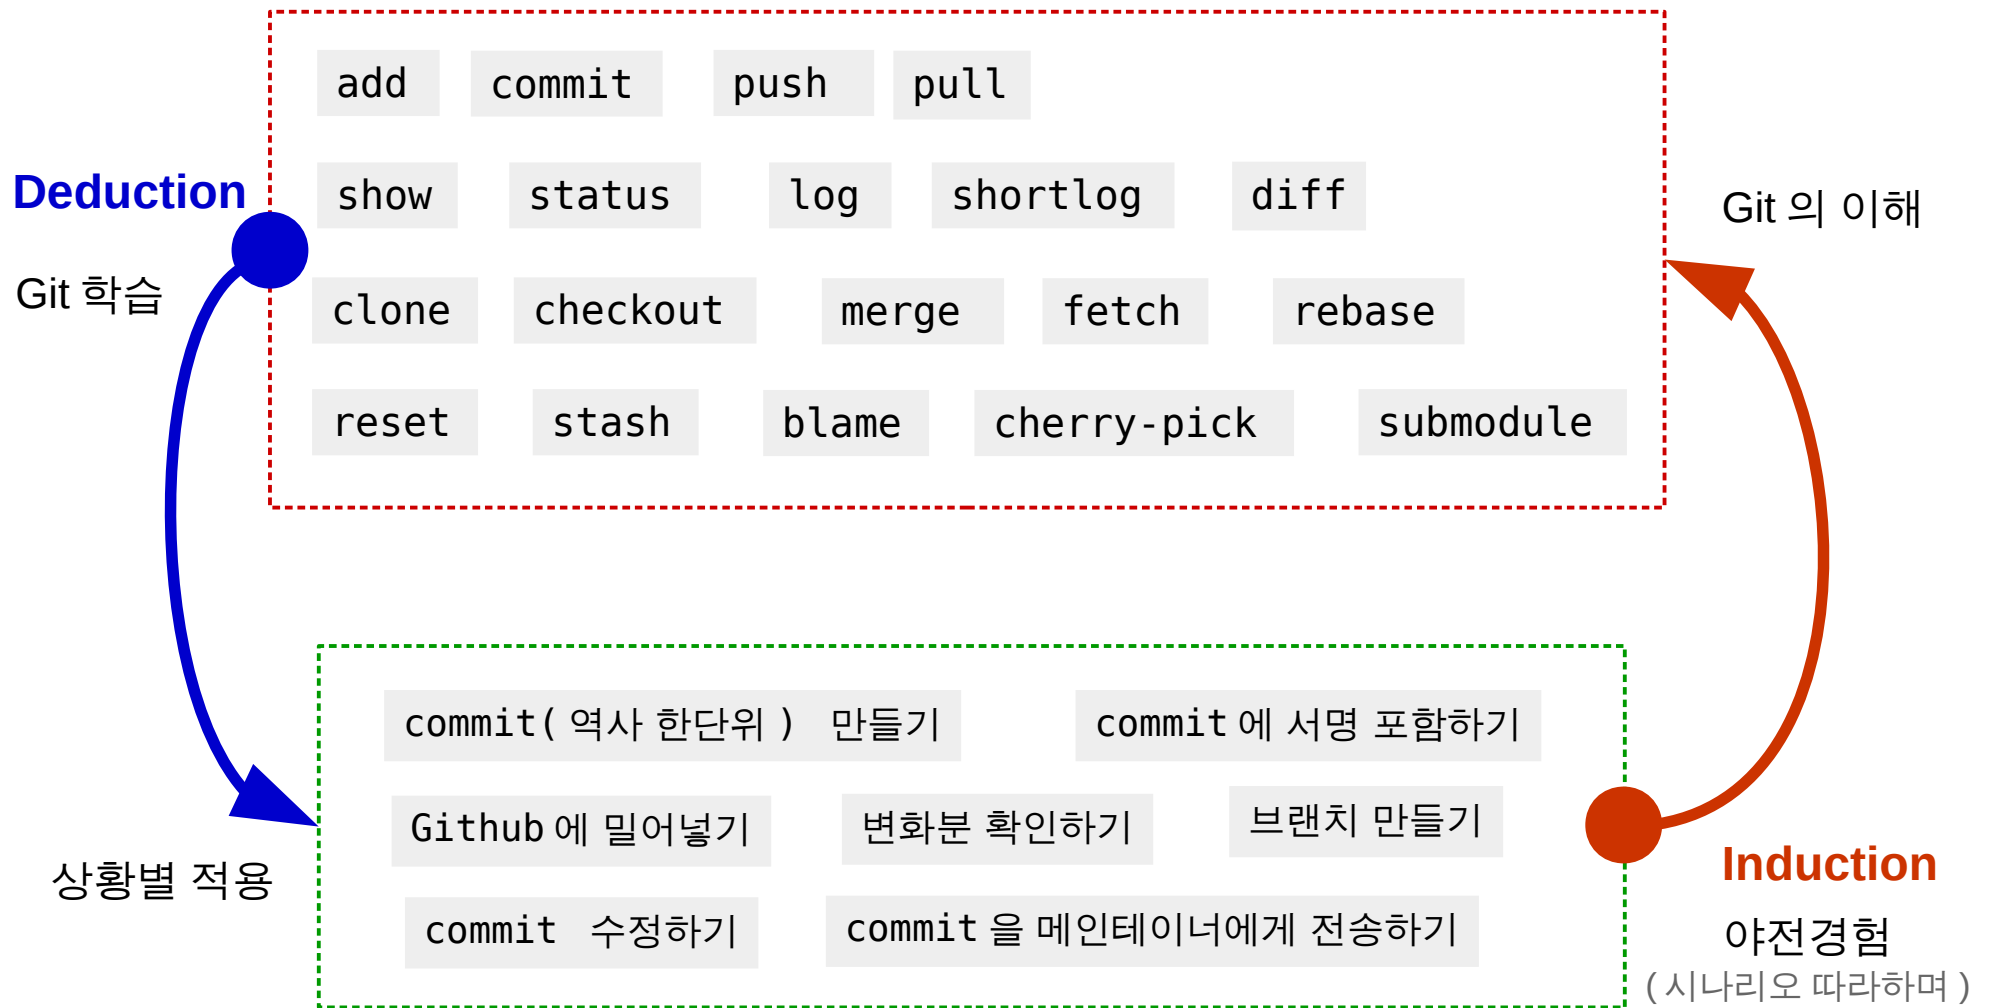 add commit push pull
Deduction
show status log shortlog diff
Git 의 이해
Git 학습
clone checkout merge fetch rebase
reset stash blame cherry-pick submodule
commit( 역사 한단위 ) 만들기 commit 에 서명 포함하기
Github 에 밀어넣기 변화분 확인하기 브랜치 만들기
상황별 적용
Induction
commit 수정하기 commit 을 메인테이너에게 전송하기
야전경험
( 시나리오 따라하며 )